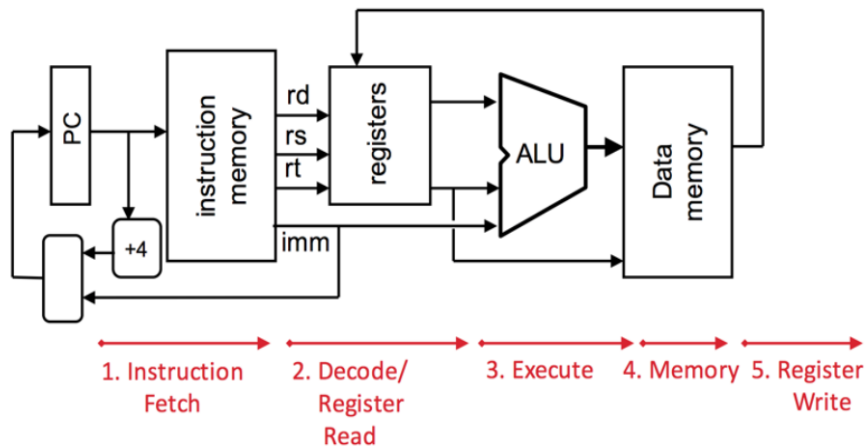 PC
+4
instruction
memory
rd
rs
rt
imm
registers
ALU
Data
memory
1. Instruction
Fetch
2. Decode/
Register
Read
3. Execute
4. Memory
5. Register
Write